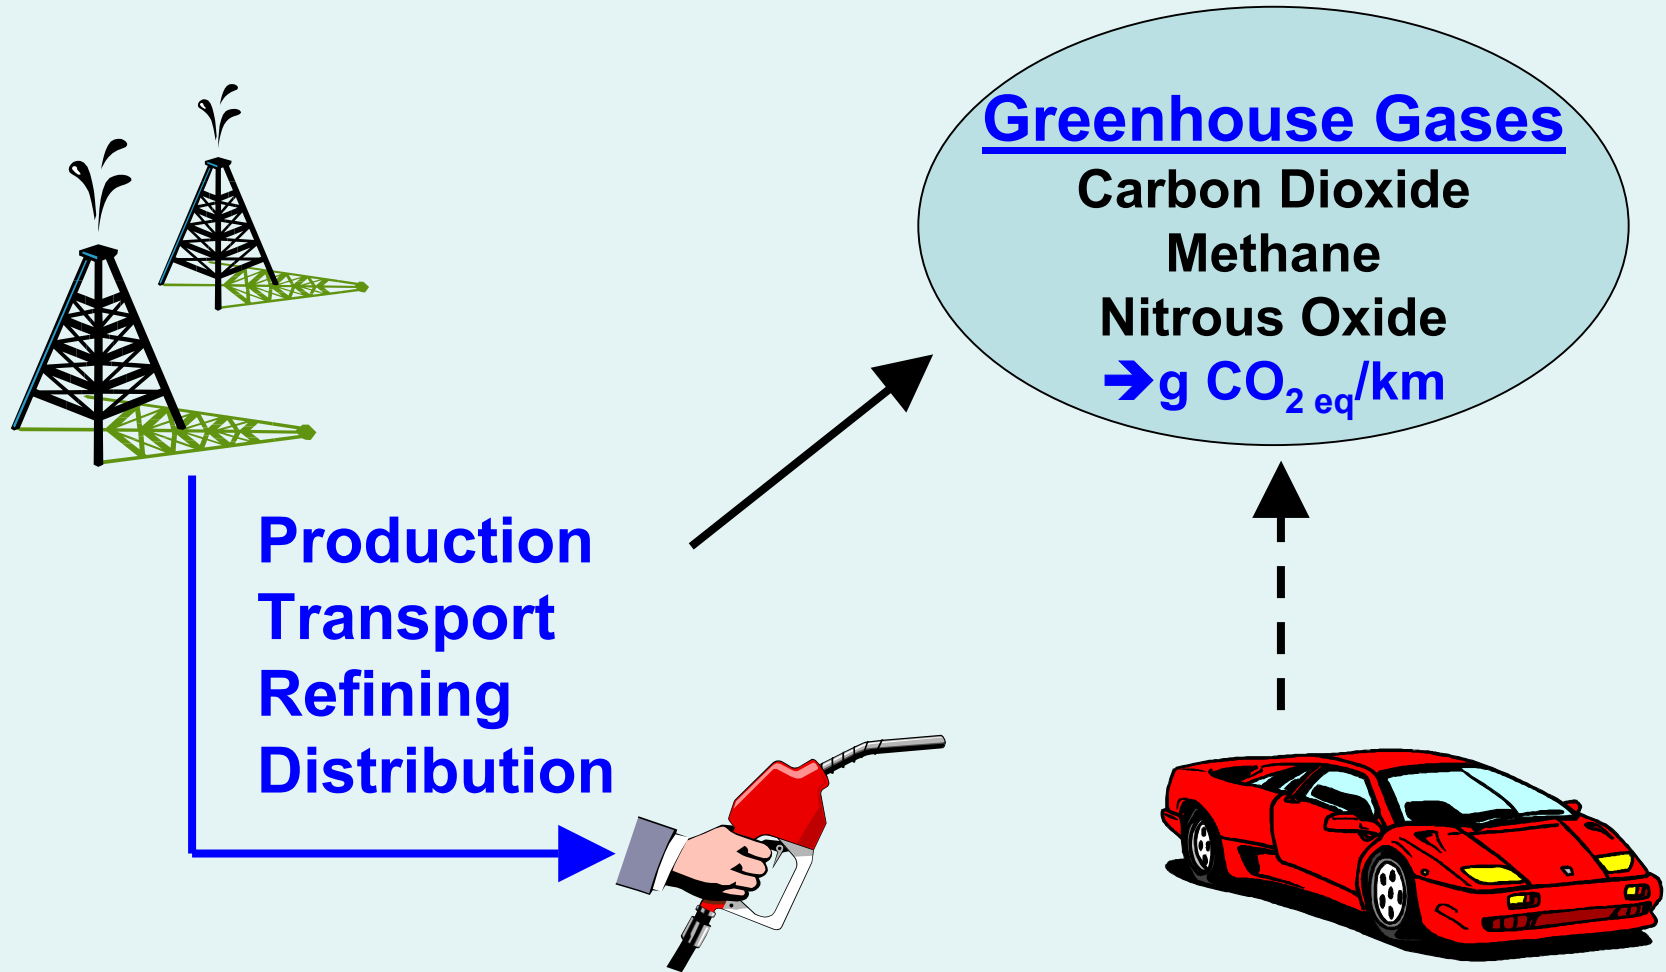 Greenhouse Gases
Carbon Dioxide
Methane
Nitrous Oxide
➔g CO₂ eq/km
Production
Transport
Refining
Distribution